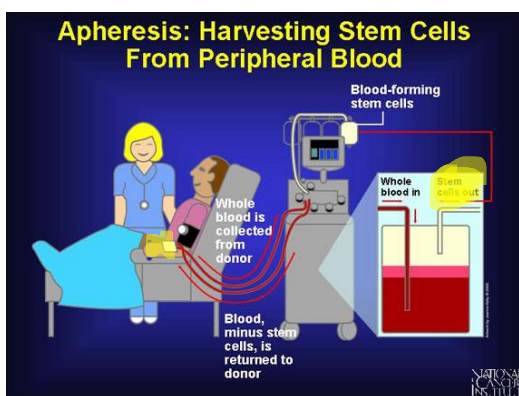 Apheresis: Harvesting Stem Cells
From Peripheral Blood
Blood-forming
stem cells
Whole
blood in
Stem
cells out
Whole
blood is
collected
from
donor
Blood,
minus stem
cells, is
returned to
donor
NATIONAL
CANCER
INSTITUTE